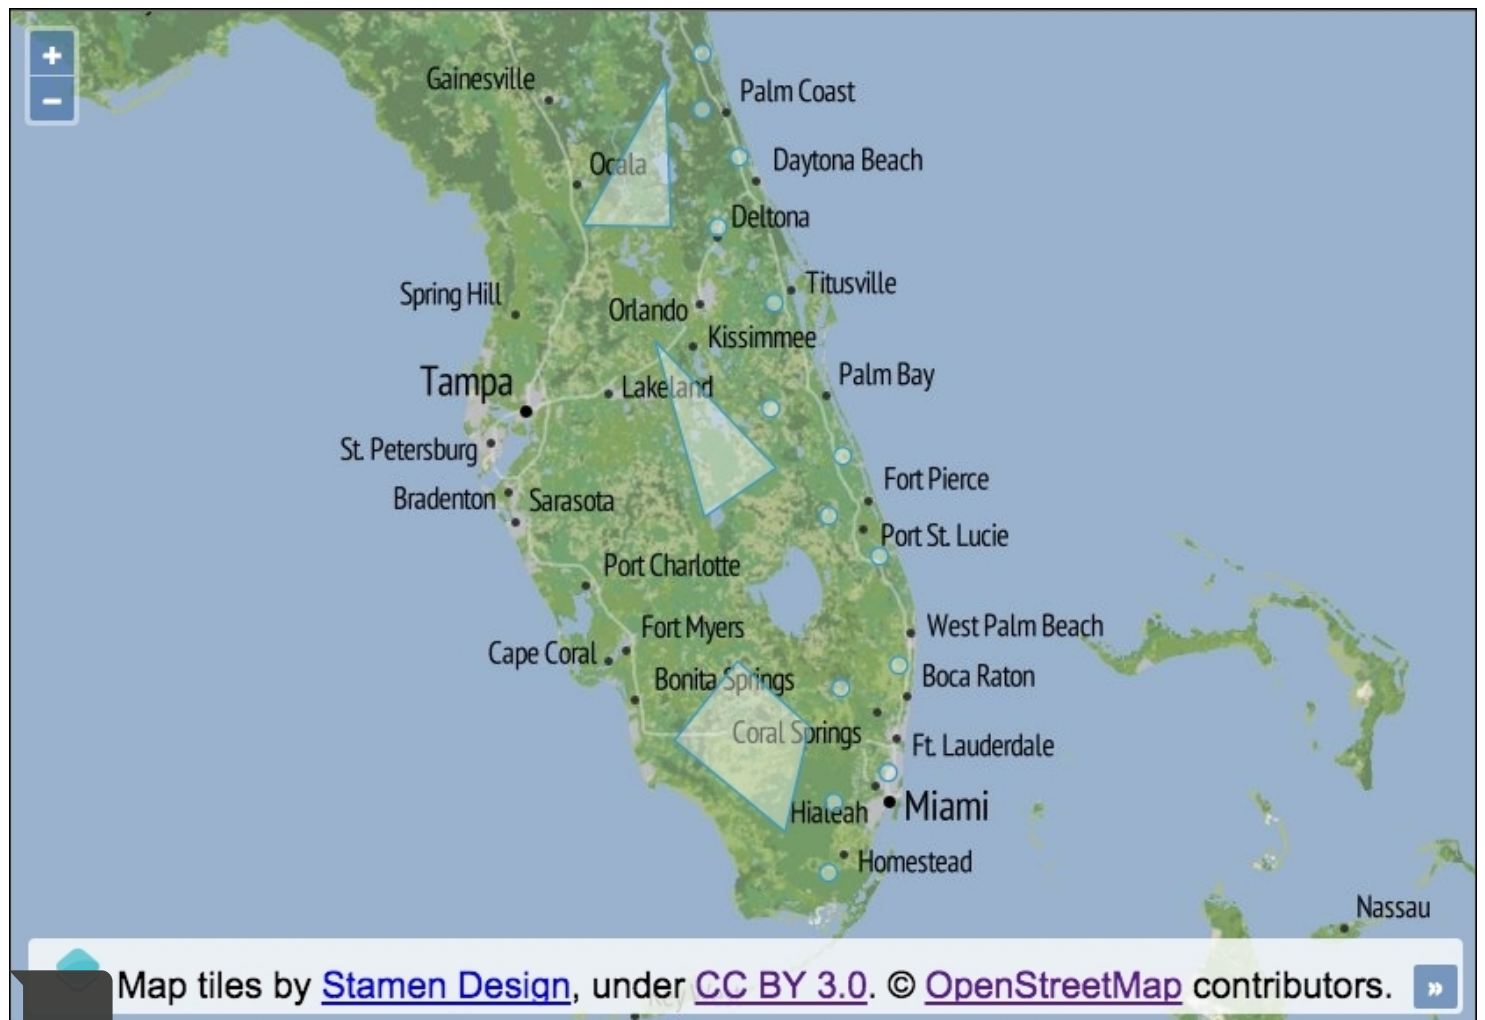 +
−
Gainesville
Palm Coast
Ocala
Daytona Beach
Deltona
Titusville
Spring Hill
Orlando
Kissimmee
Palm Bay
Tampa
Lakeland
St. Petersburg
Fort Pierce
Bradenton
Sarasota
Port St. Lucie
Port Charlotte
West Palm Beach
Fort Myers
Cape Coral
Boca Raton
Bonita Springs
Coral Springs
Ft. Lauderdale
Miami
Hialeah
Homestead
Nassau
Map tiles by Stamen Design, under CC BY 3.0. © OpenStreetMap contributors.
»